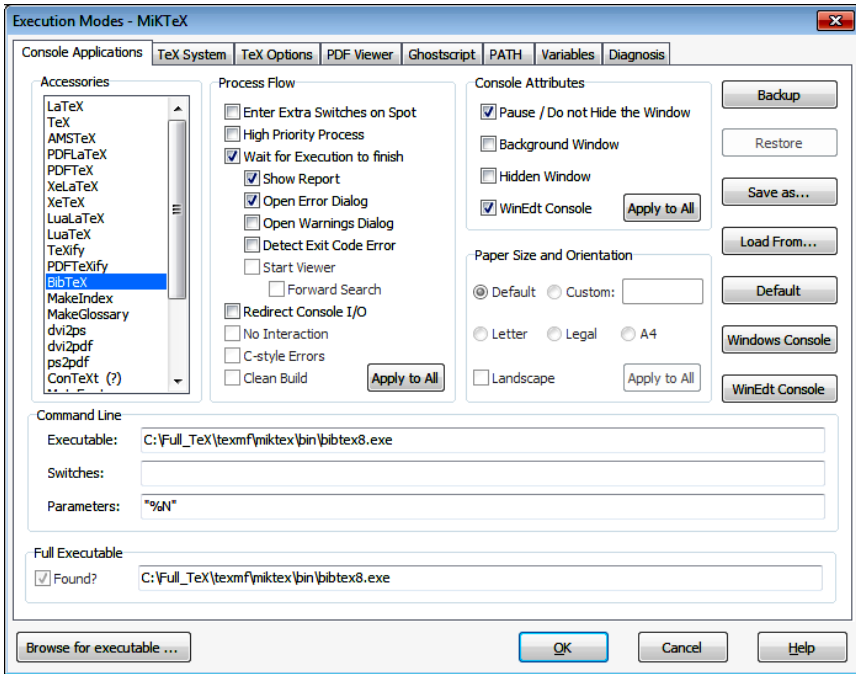 Execution Modes - MiKTeX
Console Applications TeX System TeX Options PDF Viewer Ghostscript PATH Variables Diagnosis
Accessories
LaTeX
TeX
AMSTeX
PDFLaTeX
PDFTeX
XeLaTeX
XeTeX
LuaLaTeX
LuaTeX
TeXify
PDFTeXify
BibTeX
MakeIndex
MakeGlossary
dvi2ps
dvi2pdf
ps2pdf
ConTeXt (?)
Process Flow
Enter Extra Switches on Spot
High Priority Process
Wait for Execution to finish
Show Report
Open Error Dialog
Open Warnings Dialog
Detect Exit Code Error
Start Viewer
Forward Search
Redirect Console I/O
No Interaction
C-style Errors
Clean Build Apply to All
Console Attributes
Pause / Do not Hide the Window
Background Window
Hidden Window
WinEdt Console Apply to All
Paper Size and Orientation
Default Custom:
Letter Legal A4
Landscape Apply to All
Backup
Restore
Save as...
Load From...
Default
Windows Console
WinEdt Console
Command Line
Executable: C:\Full_TeX\texmf\miktex\bin\bibtex8.exe
Switches:
Parameters: "%N"
Full Executable
Found? C:\Full_TeX\texmf\miktex\bin\bibtex8.exe
Browse for executable ... OK Cancel Help